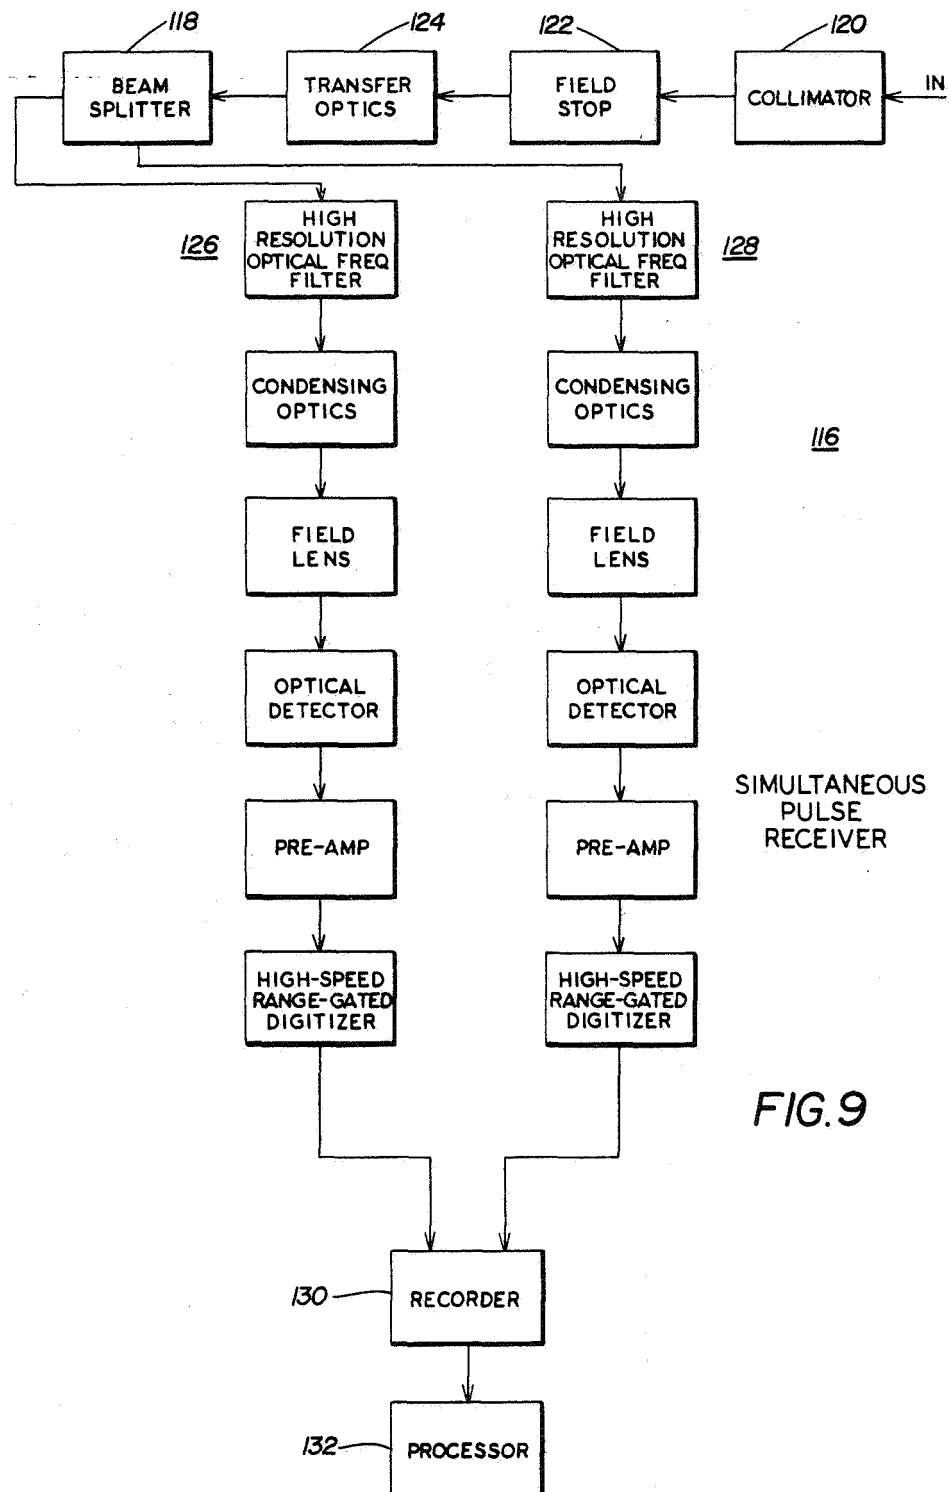 118
124
122
120
BEAM
SPLITTER
TRANSFER
OPTICS
FIELD
STOP
COLLIMATOR
IN
126
HIGH
RESOLUTION
OPTICAL FREQ
FILTER
HIGH
RESOLUTION
OPTICAL FREQ
FILTER
128
CONDENSING
OPTICS
CONDENSING
OPTICS
116
FIELD
LENS
FIELD
LENS
OPTICAL
DETECTOR
OPTICAL
DETECTOR
SIMULTANEOUS
PULSE
RECEIVER
PRE-AMP
PRE-AMP
HIGH-SPEED
RANGE-GATED
DIGITIZER
HIGH-SPEED
RANGE-GATED
DIGITIZER
FIG.9
130
RECORDER
132
PROCESSOR